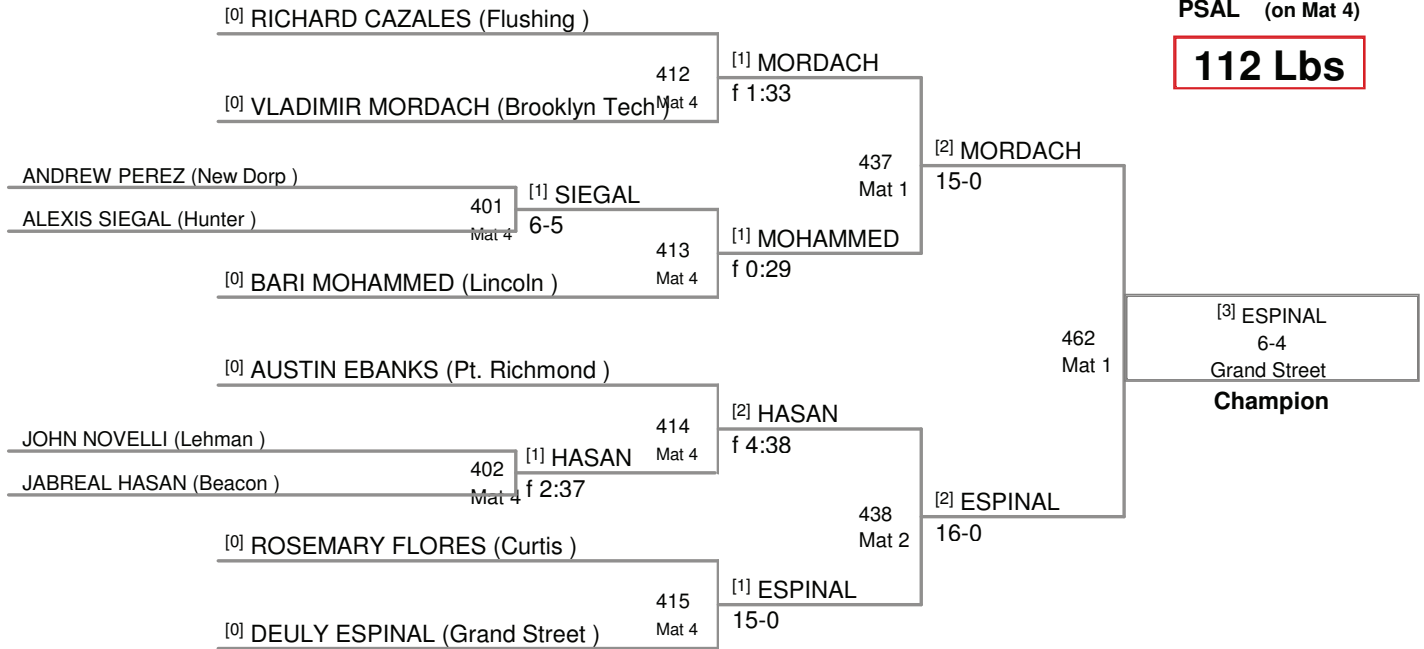 PSAL (on Mat 4)
112 Lbs
[0] RICHARD CAZALES (Flushing )
412
Mat 4
[1] MORDACH
f 1:33
[0] VLADIMIR MORDACH (Brooklyn Tech )
437
Mat 1
[2] MORDACH
15-0
ANDREW PEREZ (New Dorp )
401
Mat 4
[1] SIEGAL
6-5
ALEXIS SIEGAL (Hunter )
413
Mat 4
[1] MOHAMMED
f 0:29
[0] BARI MOHAMMED (Lincoln )
462
Mat 1
[3] ESPINAL
6-4
Grand Street
Champion
[0] AUSTIN EBANKS (Pt. Richmond )
414
Mat 4
[2] HASAN
f 4:38
JOHN NOVELLI (Lehman )
402
Mat 4
[1] HASAN
f 2:37
JABREAL HASAN (Beacon )
438
Mat 2
[2] ESPINAL
16-0
[0] ROSEMARY FLORES (Curtis )
415
Mat 4
[1] ESPINAL
15-0
[0] DEULY ESPINAL (Grand Street )